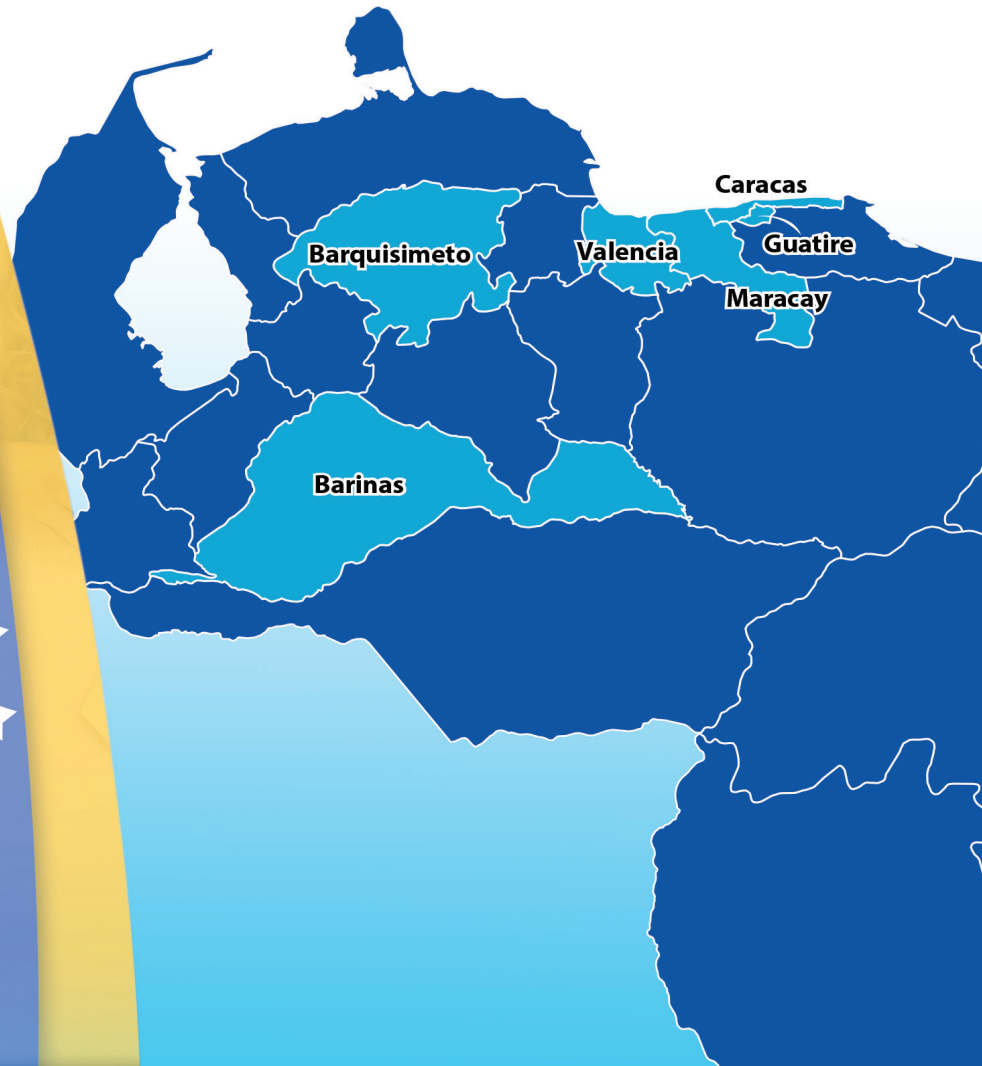 Caracas
Barquisimeto
Valencia
Guatire
Maracay
Barinas